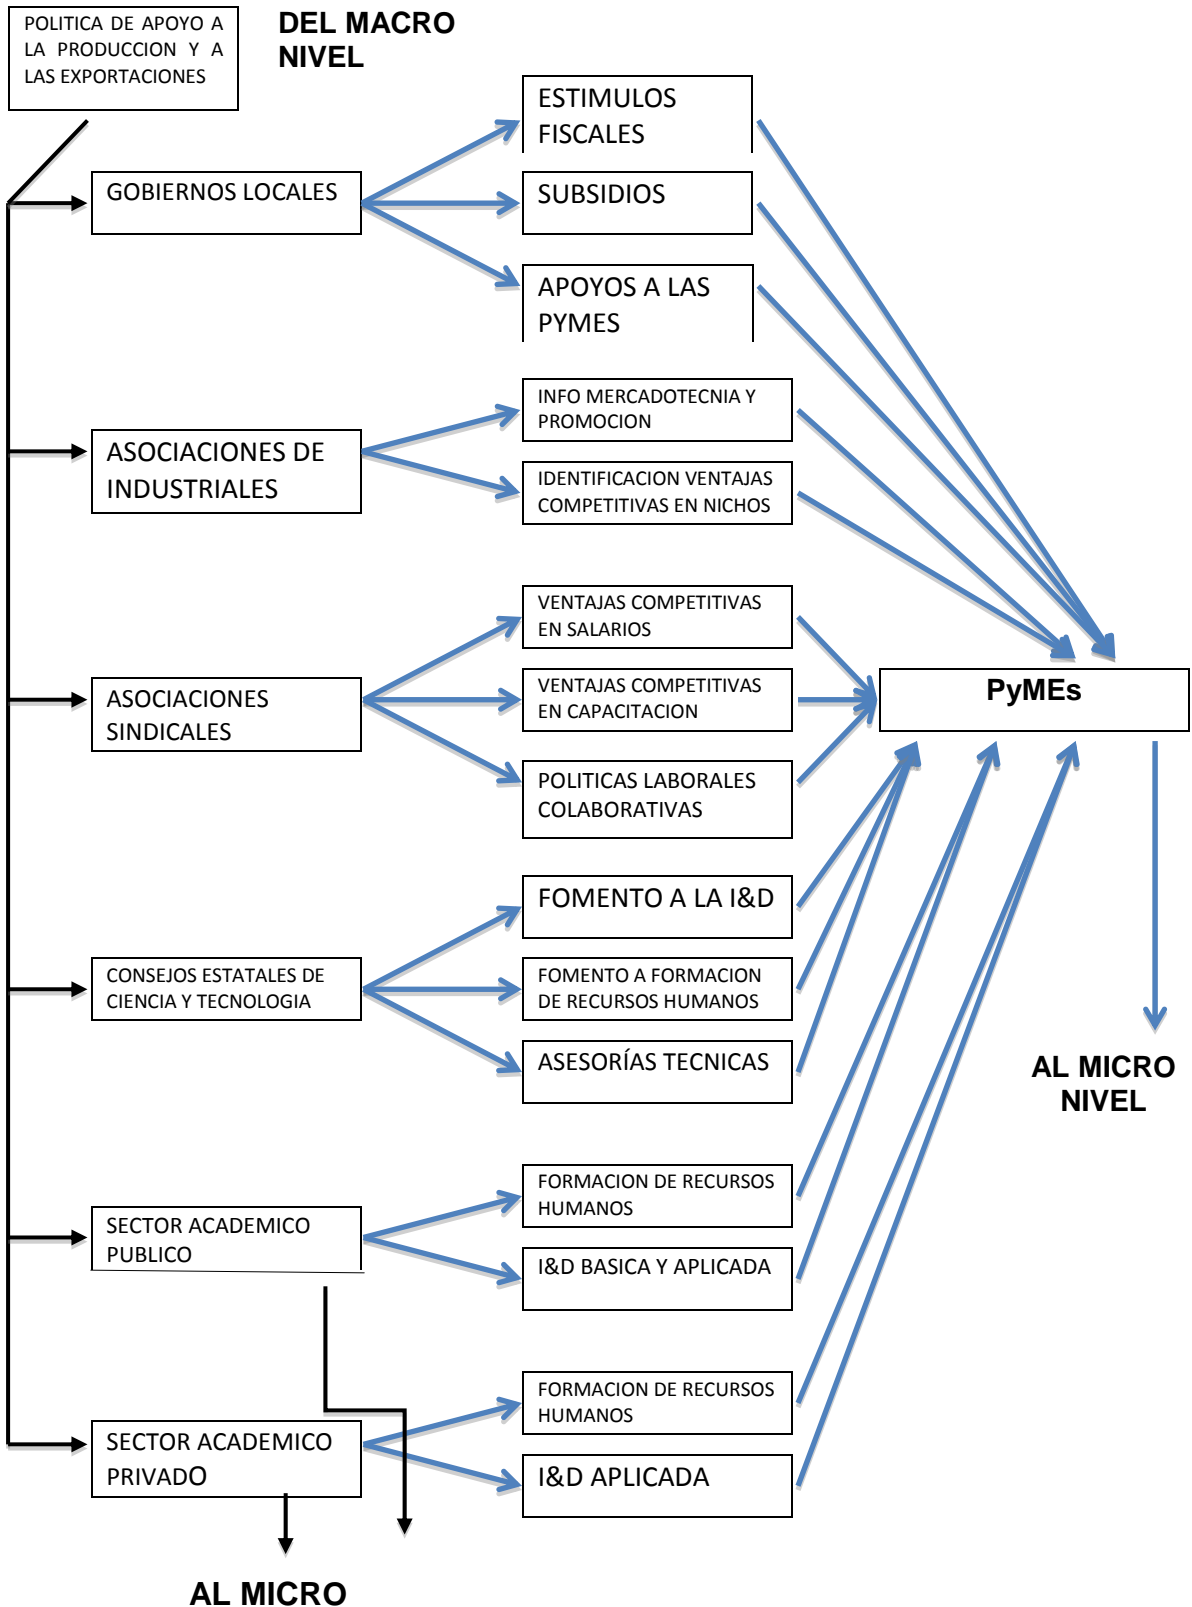 POLITICA DE APOYO A
LA PRODUCCION Y A
LAS EXPORTACIONES
DEL MACRO
NIVEL
ESTIMULOS
FISCALES
GOBIERNOS LOCALES
SUBSIDIOS
APOYOS A LAS
PYMES
INFO MERCADOTECNIA Y
PROMOCION
ASOCIACIONES DE
INDUSTRIALES
IDENTIFICACION VENTAJAS
COMPETITIVAS EN NICHOS
VENTAJAS COMPETITIVAS
EN SALARIOS
ASOCIACIONES
SINDICALES
VENTAJAS COMPETITIVAS
EN CAPACITACION
PyMEs
POLITICAS LABORALES
COLABORATIVAS
FOMENTO A LA I&D
CONSEJOS ESTATALES DE
CIENCIA Y TECNOLOGIA
FOMENTO A FORMACION
DE RECURSOS HUMANOS
ASESORÍAS TECNICAS
AL MICRO
NIVEL
FORMACION DE RECURSOS
HUMANOS
SECTOR ACADEMICO
PUBLICO
I&D BASICA Y APLICADA
FORMACION DE RECURSOS
HUMANOS
SECTOR ACADEMICO
PRIVADO
I&D APLICADA
AL MICRO